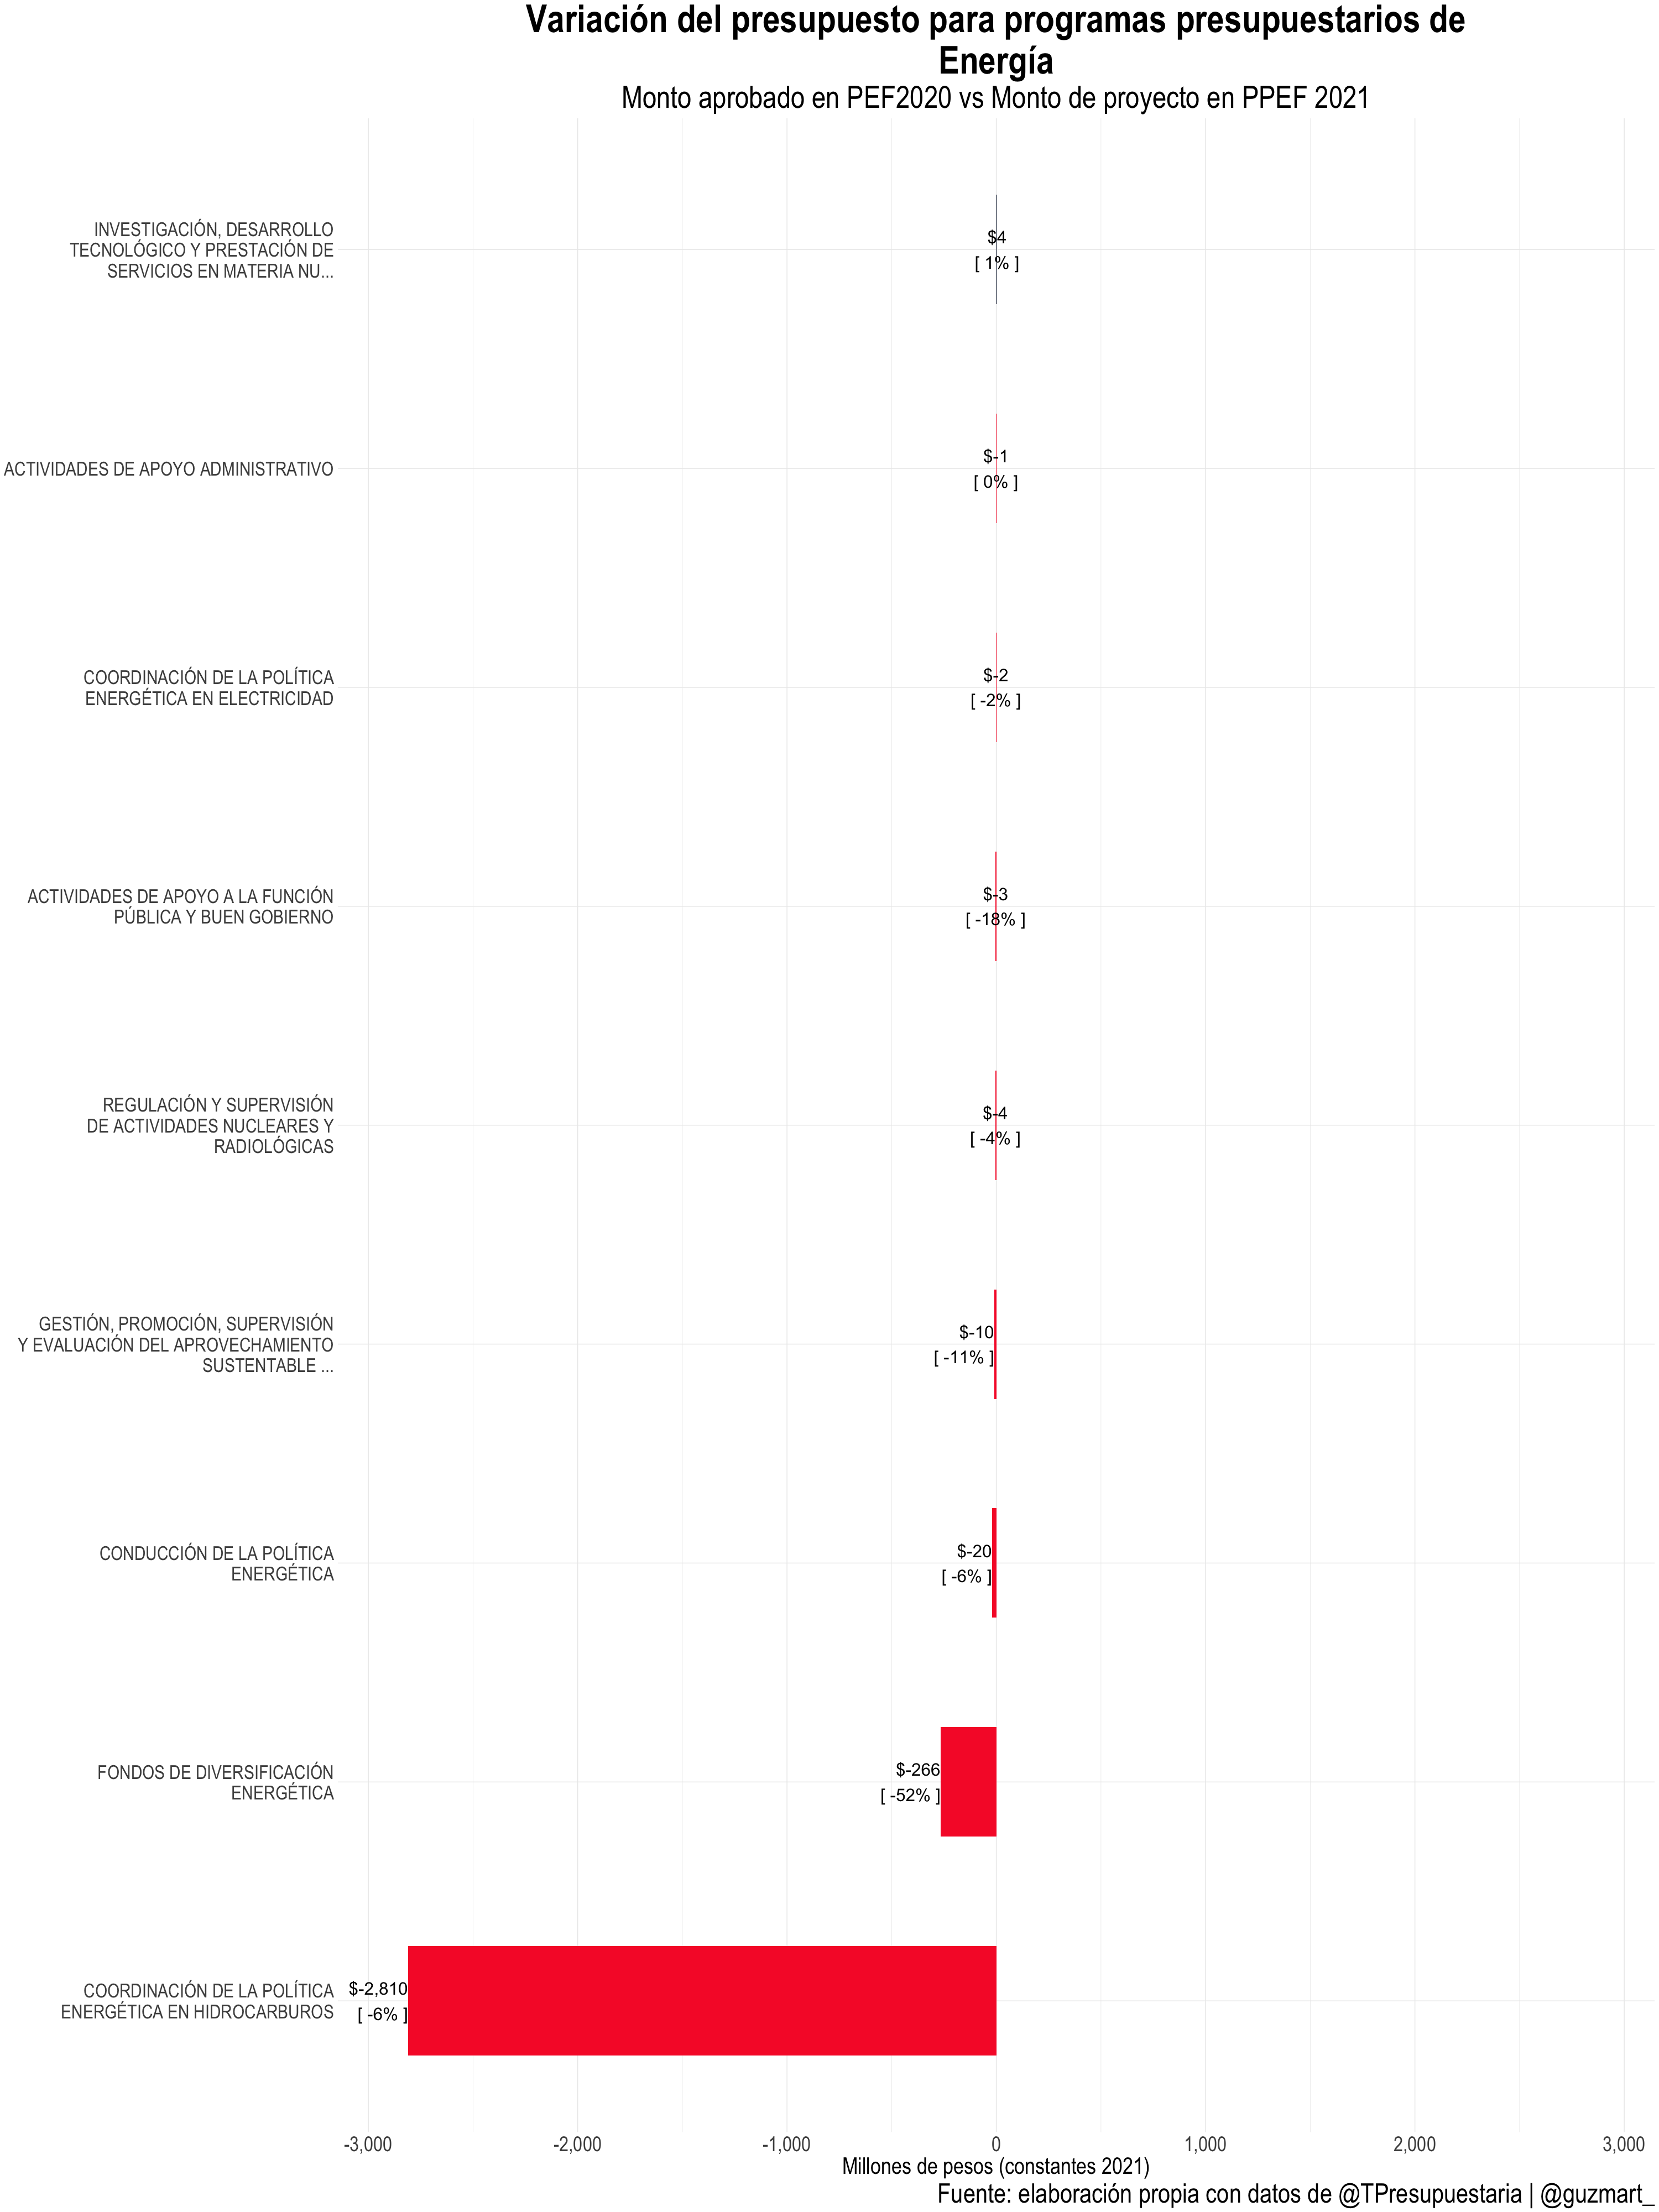 Variación del presupuesto para programas presupuestarios de
Energía
Monto aprobado en PEF2020 vs Monto de proyecto en PPEF 2021
INVESTIGACIÓN, DESARROLLO
TECNOLÓGICO Y PRESTACIÓN DE
SERVICIOS EN MATERIA NU...
$4
[ 1% ]
ACTIVIDADES DE APOYO ADMINISTRATIVO
$-1
[ 0% ]
COORDINACIÓN DE LA POLÍTICA
ENERGÉTICA EN ELECTRICIDAD
$-2
[ -2% ]
ACTIVIDADES DE APOYO A LA FUNCIÓN
PÚBLICA Y BUEN GOBIERNO
$-3
[ -18% ]
REGULACIÓN Y SUPERVISIÓN
DE ACTIVIDADES NUCLEARES Y
RADIOLÓGICAS
$-4
[ -4% ]
GESTIÓN, PROMOCIÓN, SUPERVISIÓN
Y EVALUACIÓN DEL APROVECHAMIENTO
SUSTENTABLE ...
$-10
[ -11% ]
CONDUCCIÓN DE LA POLÍTICA
ENERGÉTICA
$-20
[ -6% ]
FONDOS DE DIVERSIFICACIÓN
ENERGÉTICA
$-266
[ -52% ]
COORDINACIÓN DE LA POLÍTICA
ENERGÉTICA EN HIDROCARBUROS
$-2,810
[ -6% ]
-3,000 -2,000 -1,000 0 1,000 2,000 3,000
Millones de pesos (constantes 2021)
Fuente: elaboración propia con datos de @TPresupuestaria | @guzmart_